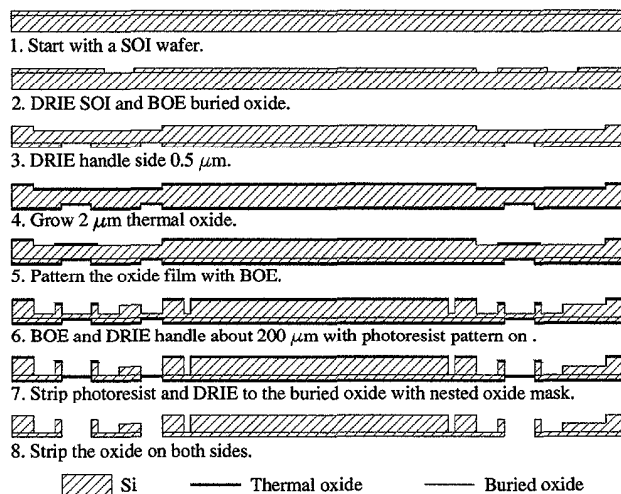 1. Start with a SOI wafer.
2. DRIE SOI and BOE buried oxide.
3. DRIE handle side 0.5 μm.
4. Grow 2 μm thermal oxide.
5. Pattern the oxide film with BOE.
6. BOE and DRIE handle about 200 μm with photoresist pattern on .
7. Strip photoresist and DRIE to the buried oxide with nested oxide mask.
8. Strip the oxide on both sides.
Si Thermal oxide Buried oxide